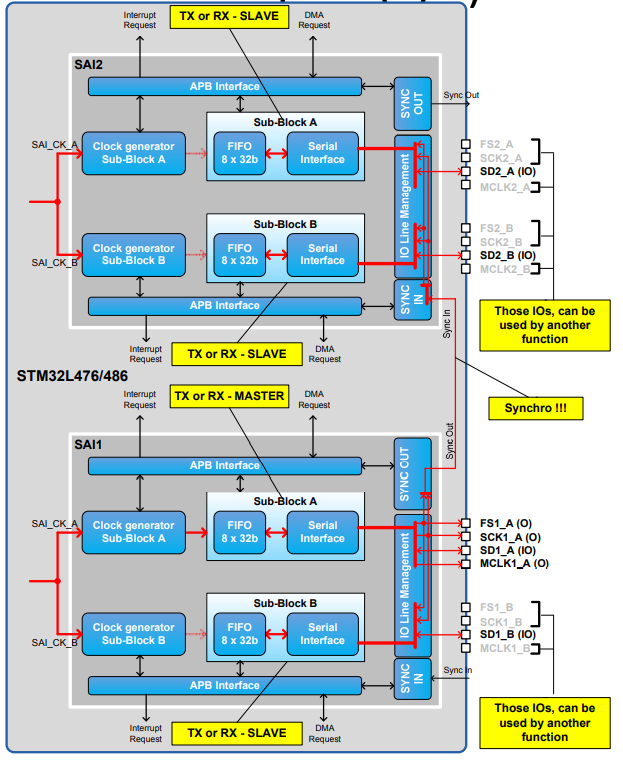 Interrupt
Request
TX or RX - SLAVE
DMA
Request
SAI2
APB Interface
SYNC
OUT
Sync Out
Sub-Block A
SAI_CK_A
Clock generator
Sub-Block A
FIFO
8 x 32b
Serial
Interface
IO Line Management
FS2_A
SCK2_A
SD2_A (IO)
MCLK2_A
Sub-Block B
SAI_CK_B
Clock generator
Sub-Block B
FIFO
8 x 32b
Serial
Interface
FS2_B
SCK2_B
SD2_B (IO)
MCLK2_B
APB Interface
SYNC
IN
Sync In
Those IOs, can be
used by another
function
Interrupt
Request
TX or RX - SLAVE
DMA
Request
STM32L476/486
Synchro !!!
Interrupt
Request
TX or RX - MASTER
DMA
Request
SAI1
APB Interface
SYNC OUT
Sync Out
Sub-Block A
SAI_CK_A
Clock generator
Sub-Block A
FIFO
8 x 32b
Serial
Interface
IO Line Management
FS1_A (O)
SCK1_A (O)
SD1_A (IO)
MCLK1_A (O)
Sub-Block B
SAI_CK_B
Clock generator
Sub-Block B
FIFO
8 x 32b
Serial
Interface
FS1_B
SCK1_B
SD1_B (IO)
MCLK1_B
APB Interface
SYNC
IN
Sync In
Those IOs, can be
used by another
function
Interrupt
Request
TX or RX - SLAVE
DMA
Request